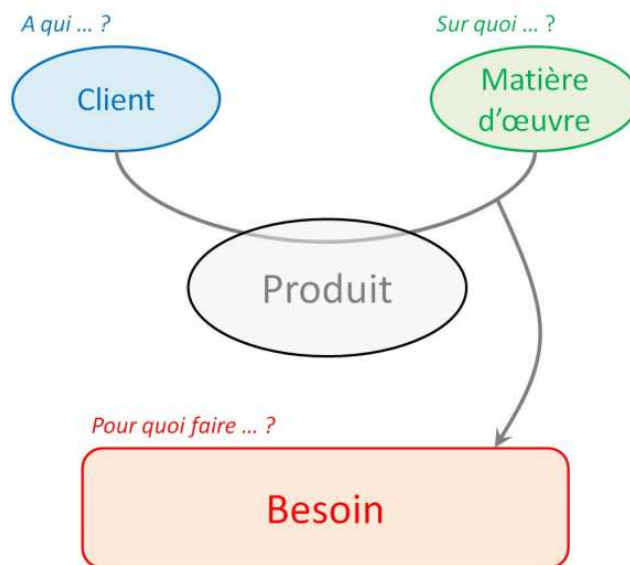 A qui ... ?
Sur quoi ... ?
Client
Matière
d’œuvre
Produit
Pour quoi faire ... ?
Besoin